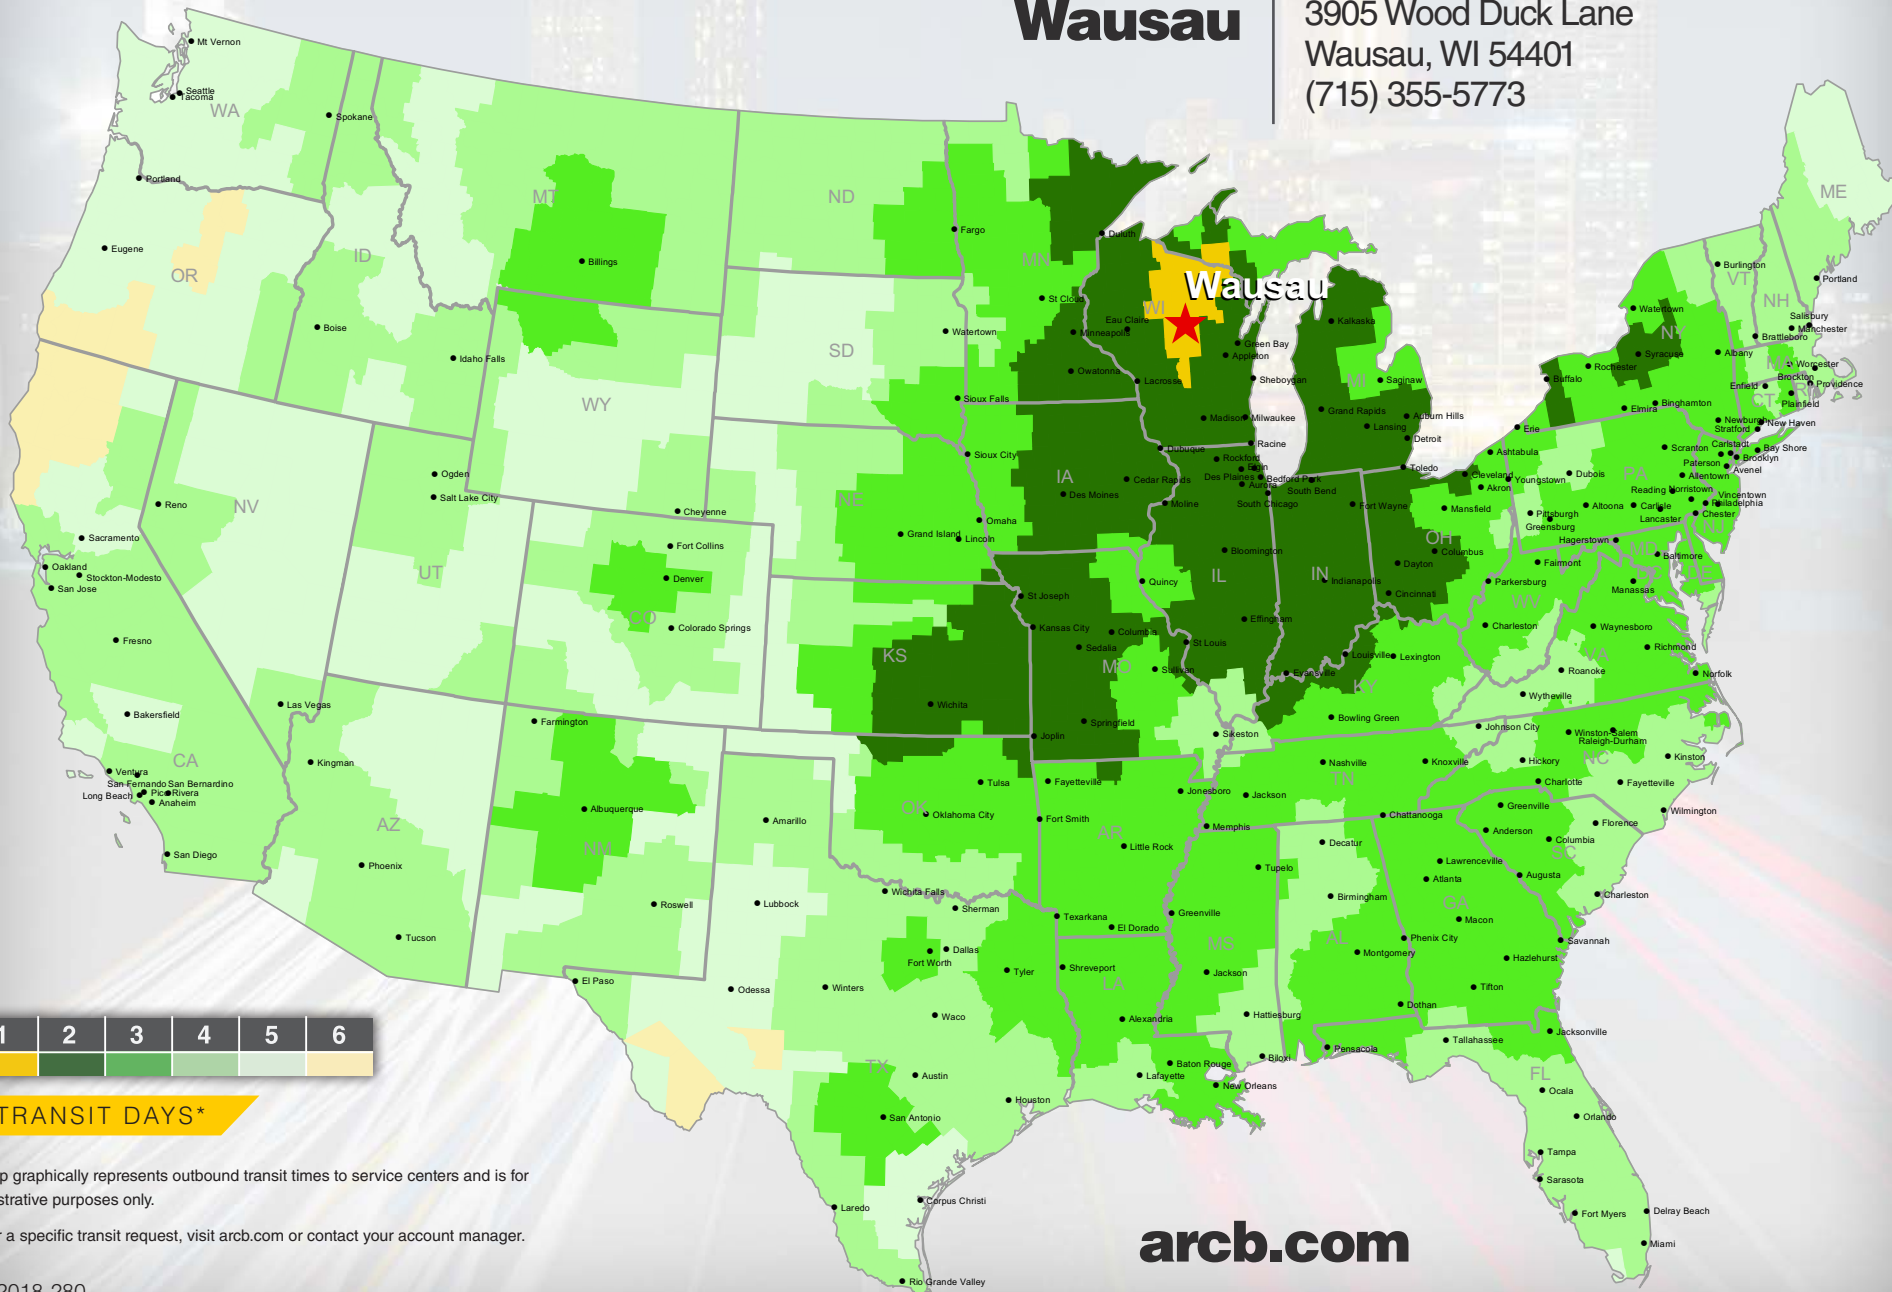 Wausau
3905 Wood Duck Lane
Wausau, WI 54401
(715) 355-5773
Mt Vernon
Seattle
Tacoma
WA
Spokane
Portland
Eugene
OR
ID
Boise
Idaho Falls
MT
Billings
ND
Fargo
SD
Watertown
Sioux Falls
WY
Cheyenne
NE
Sioux City
Omaha
Grand Island
Lincoln
MN
Duluth
St Cloud
Minneapolis
Owatonna
WI
Wausau
Eau Claire
Green Bay
Appleton
Lacrosse
Sheboygan
Madison
Milwaukee
Racine
MI
Kalkaska
Saginaw
Grand Rapids
Lansing
Auburn Hills
Detroit
IA
Dubuque
Cedar Rapids
Des Moines
IL
Rockford
Elgin
Des Plaines
Bedford Park
Aurora
South Chicago
Moline
Bloomington
Quincy
Effingham
IN
South Bend
Fort Wayne
Indianapolis
Evansville
OH
Toledo
Cleveland
Ashtabula
Akron
Youngstown
Mansfield
Columbus
Dayton
Cincinnati
NV
Reno
Las Vegas
UT
Ogden
Salt Lake City
CO
Fort Collins
Denver
Colorado Springs
KS
Wichita
MO
St Joseph
Kansas City
Columbia
Sedalia
St Louis
Sullivan
Springfield
Joplin
Sikeston
KY
Louisville
Lexington
Bowling Green
CA
Sacramento
Oakland
Stockton-Modesto
San Jose
Fresno
Bakersfield
Ventura
San Fernando
San Bernardino
Pico Rivera
Long Beach
Anaheim
San Diego
AZ
Kingman
Phoenix
Tucson
NM
Farmington
Albuquerque
Roswell
OK
Tulsa
Oklahoma City
TX
Amarillo
Lubbock
Wichita Falls
Sherman
Dallas
Fort Worth
Tyler
El Paso
Odessa
Winters
Waco
Austin
San Antonio
Houston
Laredo
Corpus Christi
Rio Grande Valley
AR
Fayetteville
Fort Smith
Jonesboro
Little Rock
Texarkana
El Dorado
LA
Shreveport
Alexandria
Baton Rouge
Lafayette
New Orleans
MS
Tupelo
Greenville
Jackson
Hattiesburg
Biloxi
TN
Nashville
Knoxville
Johnson City
Jackson
Memphis
Chattanooga
AL
Decatur
Birmingham
Montgomery
Dothan
GA
Lawrenceville
Atlanta
Augusta
Macon
Phenix City
Hazlehurst
Savannah
Tifton
FL
Pensacola
Tallahassee
Jacksonville
Ocala
Orlando
Tampa
Sarasota
Fort Myers
Delray Beach
Miami
SC
Greenville
Anderson
Columbia
Florence
Charleston
NC
Winston-Salem
Raleigh-Durham
Hickory
Charlotte
Kinston
Fayetteville
Wilmington
VA
Manassas
Waynesboro
Richmond
Roanoke
Wytheville
Norfolk
WV
Parkersburg
Fairmont
Charleston
MD
Hagerstown
Baltimore
DC
DE
PA
Erie
Dubois
Scranton
Allentown
Reading
Norristown
Altoona
Carlisle
Lancaster
Philadelphia
Chester
Pittsburgh
Greensburg
NJ
Carlstadt
Paterson
Avenel
Vincentown
NY
Watertown
Syracuse
Rochester
Buffalo
Albany
Elmira
Binghamton
Newburgh
Bay Shore
Brooklyn
CT
Enfield
Plainfield
New Haven
Stratford
RI
Providence
MA
Worcester
Brockton
VT
Burlington
Brattleboro
NH
Salisbury
Manchester
ME
Portland
1 2 3 4 5 6
TRANSIT DAYS*
p graphically represents outbound transit times to service centers and is for
strative purposes only.
r a specific transit request, visit arcb.com or contact your account manager.
2018-280
arcb.com